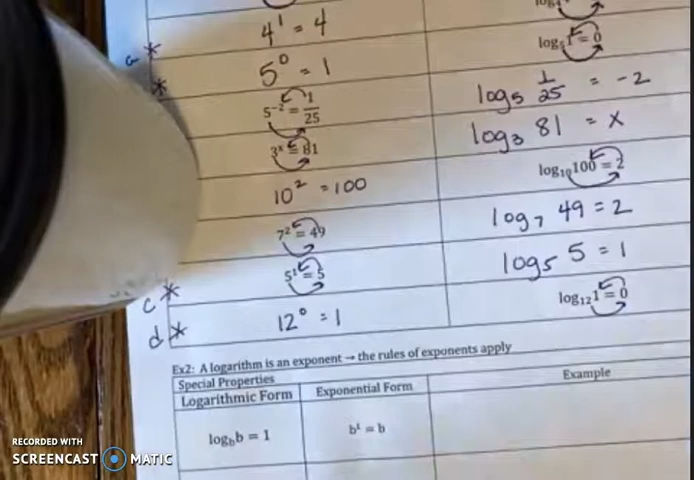 4¹ = 4
a *
5⁰ = 1
log₅1 = 0
*
5⁻² = 1/25
log₅ 1/25 = -2
3ˣ = 81
log₃ 81 = x
10² = 100
log₁₀100 = 2
7² = 49
log₇ 49 = 2
c *
5¹ = 5
log₅ 5 = 1
d *
12⁰ = 1
log₁₂1 = 0
Ex2: A logarithm is an exponent → the rules of exponents apply
Special Properties
Logarithmic Form Exponential Form Example
log_b b = 1 b¹ = b
RECORDED WITH
SCREENCAST MATIC